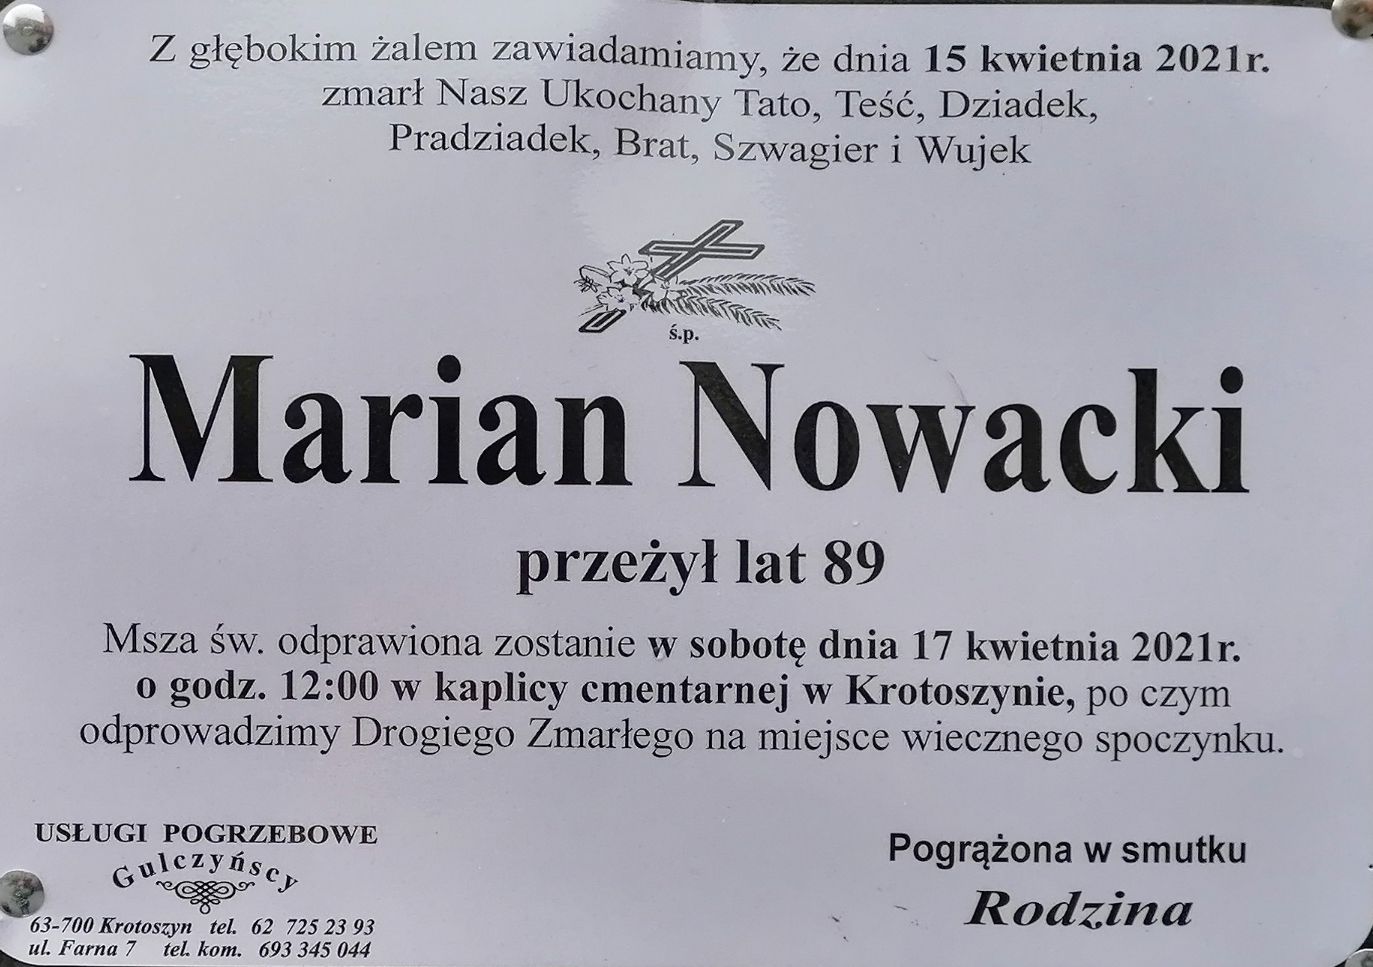 Z głębokim żalem zawiadamiamy, że dnia 15 kwietnia 2021r.
zmarł Nasz Ukochany Tato, Teść, Dziadek,
Pradziadek, Brat, Szwagier i Wujek
ś.p.
Marian Nowacki
przeżył lat 89
Msza św. odprawiona zostanie w sobotę dnia 17 kwietnia 2021r.
o godz. 12:00 w kaplicy cmentarnej w Krotoszynie, po czym
odprowadzimy Drogiego Zmarłego na miejsce wiecznego spoczynku.
USŁUGI POGRZEBOWE
Gulczyńscy
63-700 Krotoszyn tel. 62 725 23 93
ul. Farna 7 tel. kom. 693 345 044
Pogrążona w smutku
Rodzina